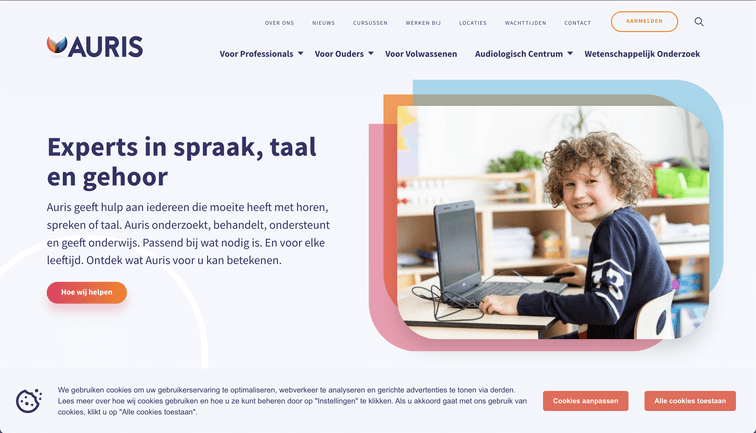 OVER ONS NIEUWS CURSUSSEN WERKEN BIJ LOCATIES WACHTTIJDEN CONTACT AANMELDEN
AURIS
Voor Professionals Voor Ouders Voor Volwassenen Audiologisch Centrum Wetenschappelijk Onderzoek
Experts in spraak, taal
en gehoor
Auris geeft hulp aan iedereen die moeite heeft met horen,
spreken of taal. Auris onderzoekt, behandelt, ondersteunt
en geeft onderwijs. Passend bij wat nodig is. En voor elke
leeftijd. Ontdek wat Auris voor u kan betekenen.
Hoe wij helpen
13
We gebruiken cookies om uw gebruikerservaring te optimaliseren, webverkeer te analyseren en gerichte advertenties te tonen via derden.
Lees meer over hoe wij cookies gebruiken en hoe u ze kunt beheren door op "Instellingen" te klikken. Als u akkoord gaat met ons gebruik van
cookies, klikt u op "Alle cookies toestaan".
Cookies aanpassen
Alle cookies toestaan